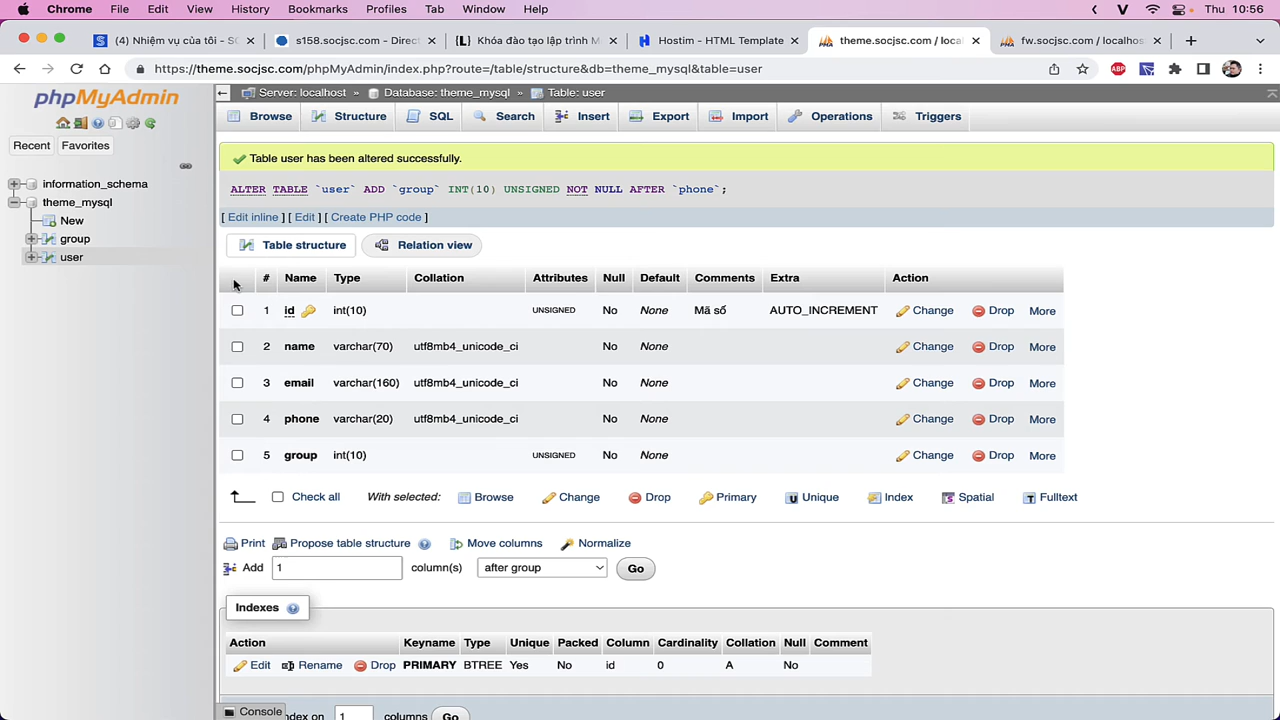 Chrome File Edit View History Bookmarks Profiles Tab Window Help Thu 10:56
(4) Nhiệm vụ của tôi - SO s158.socjsc.com - Direct Khóa đào tạo lập trình M Hostim - HTML Template theme.socjsc.com / local fw.socjsc.com / localhos
https://theme.socjsc.com/phpMyAdmin/index.php?route=/table/structure&db=theme_mysql&table=user
phpMyAdmin
Recent Favorites
information_schema
theme_mysql
New
group
user
Server: localhost » Database: theme_mysql » Table: user
Browse Structure SQL Search Insert Export Import Operations Triggers
Table user has been altered successfully.
ALTER TABLE `user` ADD `group` INT(10) UNSIGNED NOT NULL AFTER `phone`;
[ Edit inline ] [ Edit ] [ Create PHP code ]
Table structure Relation view
# Name Type Collation Attributes Null Default Comments Extra Action
1 id int(10) UNSIGNED No None Mã số AUTO_INCREMENT Change Drop More
2 name varchar(70) utf8mb4_unicode_ci No None Change Drop More
3 email varchar(160) utf8mb4_unicode_ci No None Change Drop More
4 phone varchar(20) utf8mb4_unicode_ci No None Change Drop More
5 group int(10) UNSIGNED No None Change Drop More
Check all With selected: Browse Change Drop Primary Unique Index Spatial Fulltext
Print Propose table structure Move columns Normalize
Add 1 column(s) after group Go
Indexes
Action Keyname Type Unique Packed Column Cardinality Collation Null Comment
Edit Rename Drop PRIMARY BTREE Yes No id 0 A No
Console ndex on 1 columns Go